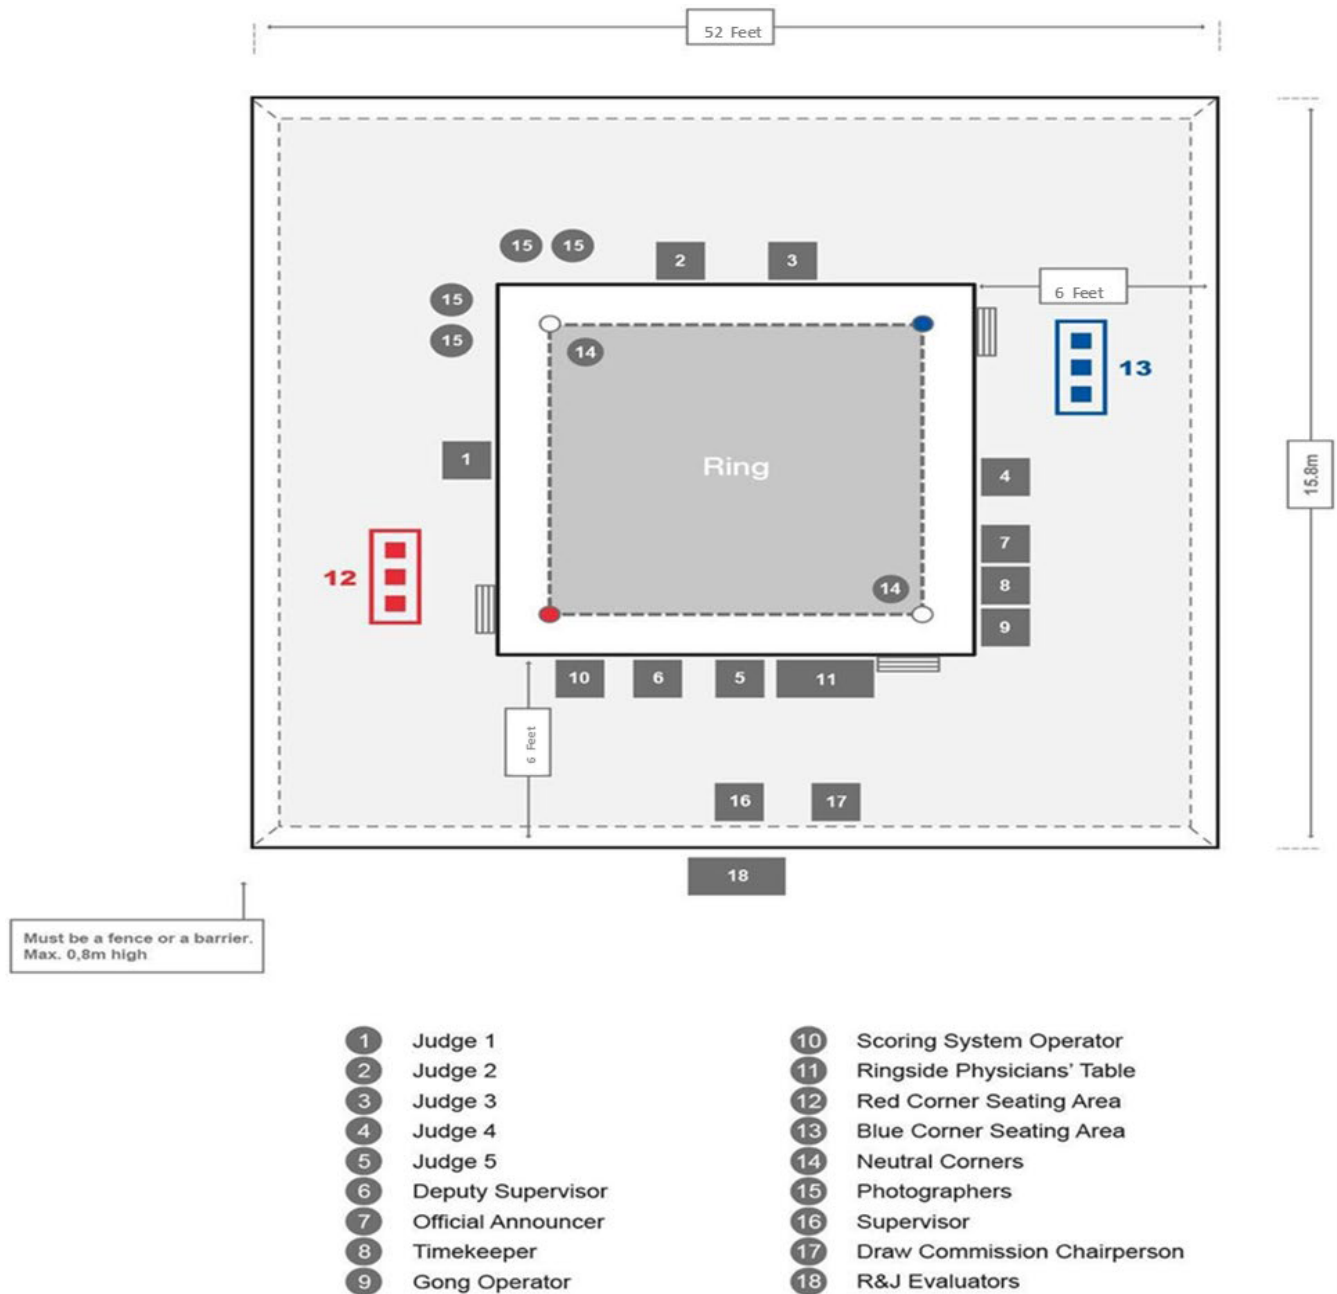 52 Feet
15
15
2
3
6 Feet
15
15
14
13
Ring
1
4
15.8m
7
12
8
14
9
10
6
5
11
6 Feet
16
17
18
Must be a fence or a barrier.
Max. 0,8m high
1 Judge 1
2 Judge 2
3 Judge 3
4 Judge 4
5 Judge 5
6 Deputy Supervisor
7 Official Announcer
8 Timekeeper
9 Gong Operator
10 Scoring System Operator
11 Ringside Physicians' Table
12 Red Corner Seating Area
13 Blue Corner Seating Area
14 Neutral Corners
15 Photographers
16 Supervisor
17 Draw Commission Chairperson
18 R&J Evaluators